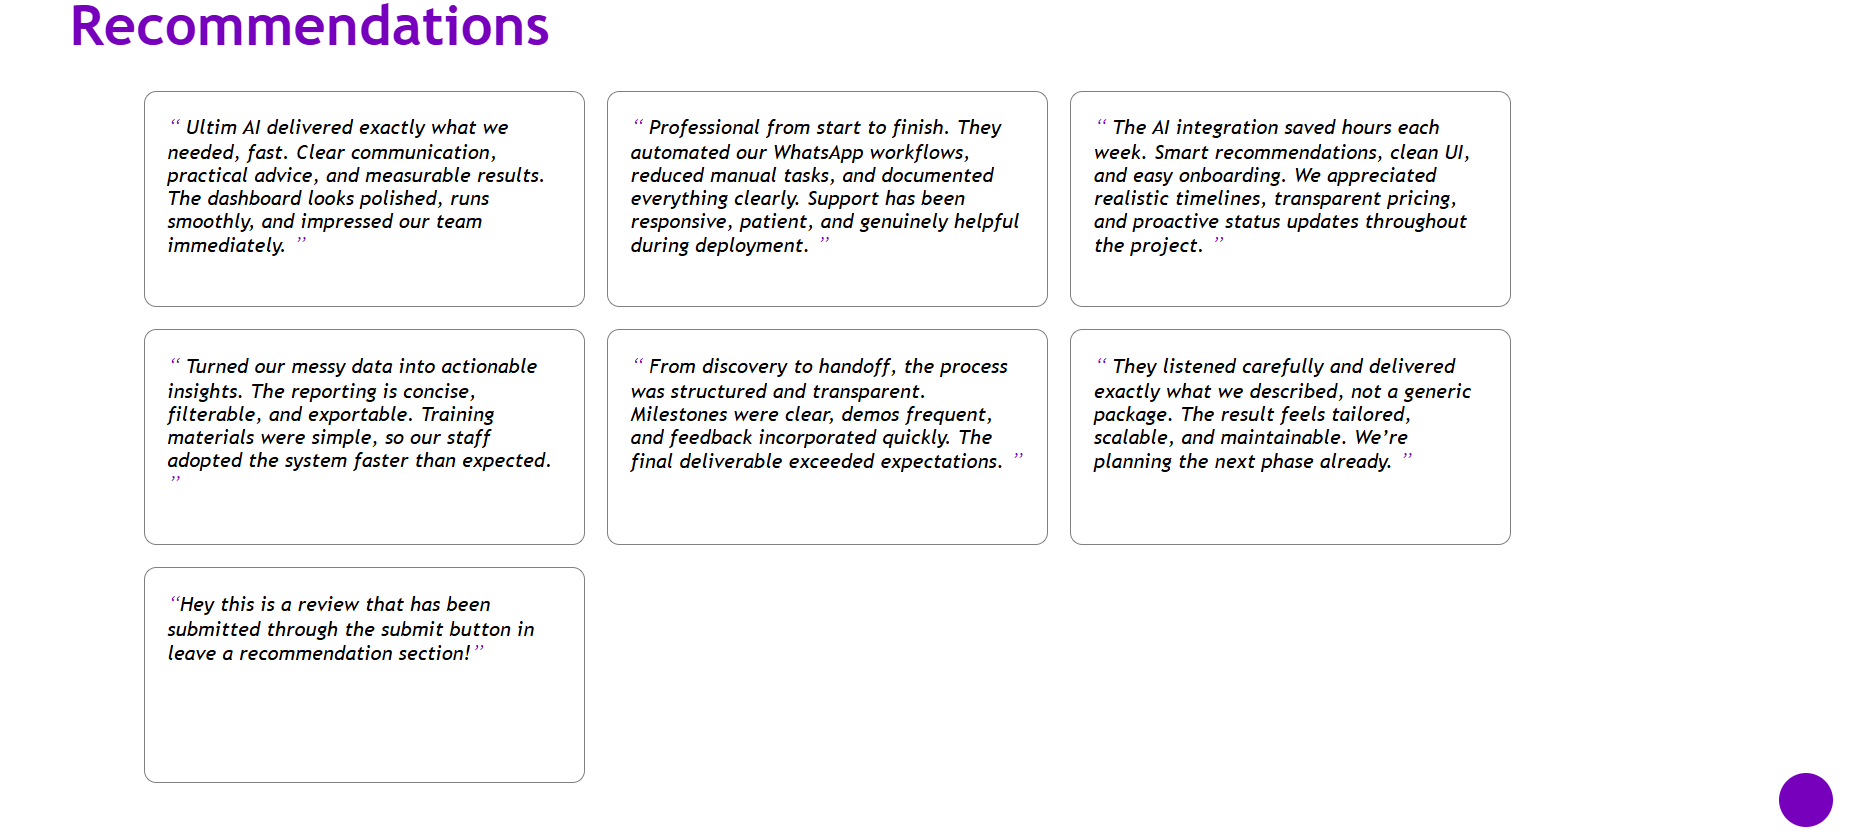 Recommendations
“ Ultim AI delivered exactly what we
needed, fast. Clear communication,
practical advice, and measurable results.
The dashboard looks polished, runs
smoothly, and impressed our team
immediately. ”
“ Professional from start to finish. They
automated our WhatsApp workflows,
reduced manual tasks, and documented
everything clearly. Support has been
responsive, patient, and genuinely helpful
during deployment. ”
“ The AI integration saved hours each
week. Smart recommendations, clean UI,
and easy onboarding. We appreciated
realistic timelines, transparent pricing,
and proactive status updates throughout
the project. ”
“ Turned our messy data into actionable
insights. The reporting is concise,
filterable, and exportable. Training
materials were simple, so our staff
adopted the system faster than expected.
”
“ From discovery to handoff, the process
was structured and transparent.
Milestones were clear, demos frequent,
and feedback incorporated quickly. The
final deliverable exceeded expectations. ”
“ They listened carefully and delivered
exactly what we described, not a generic
package. The result feels tailored,
scalable, and maintainable. We’re
planning the next phase already. ”
“Hey this is a review that has been
submitted through the submit button in
leave a recommendation section!”